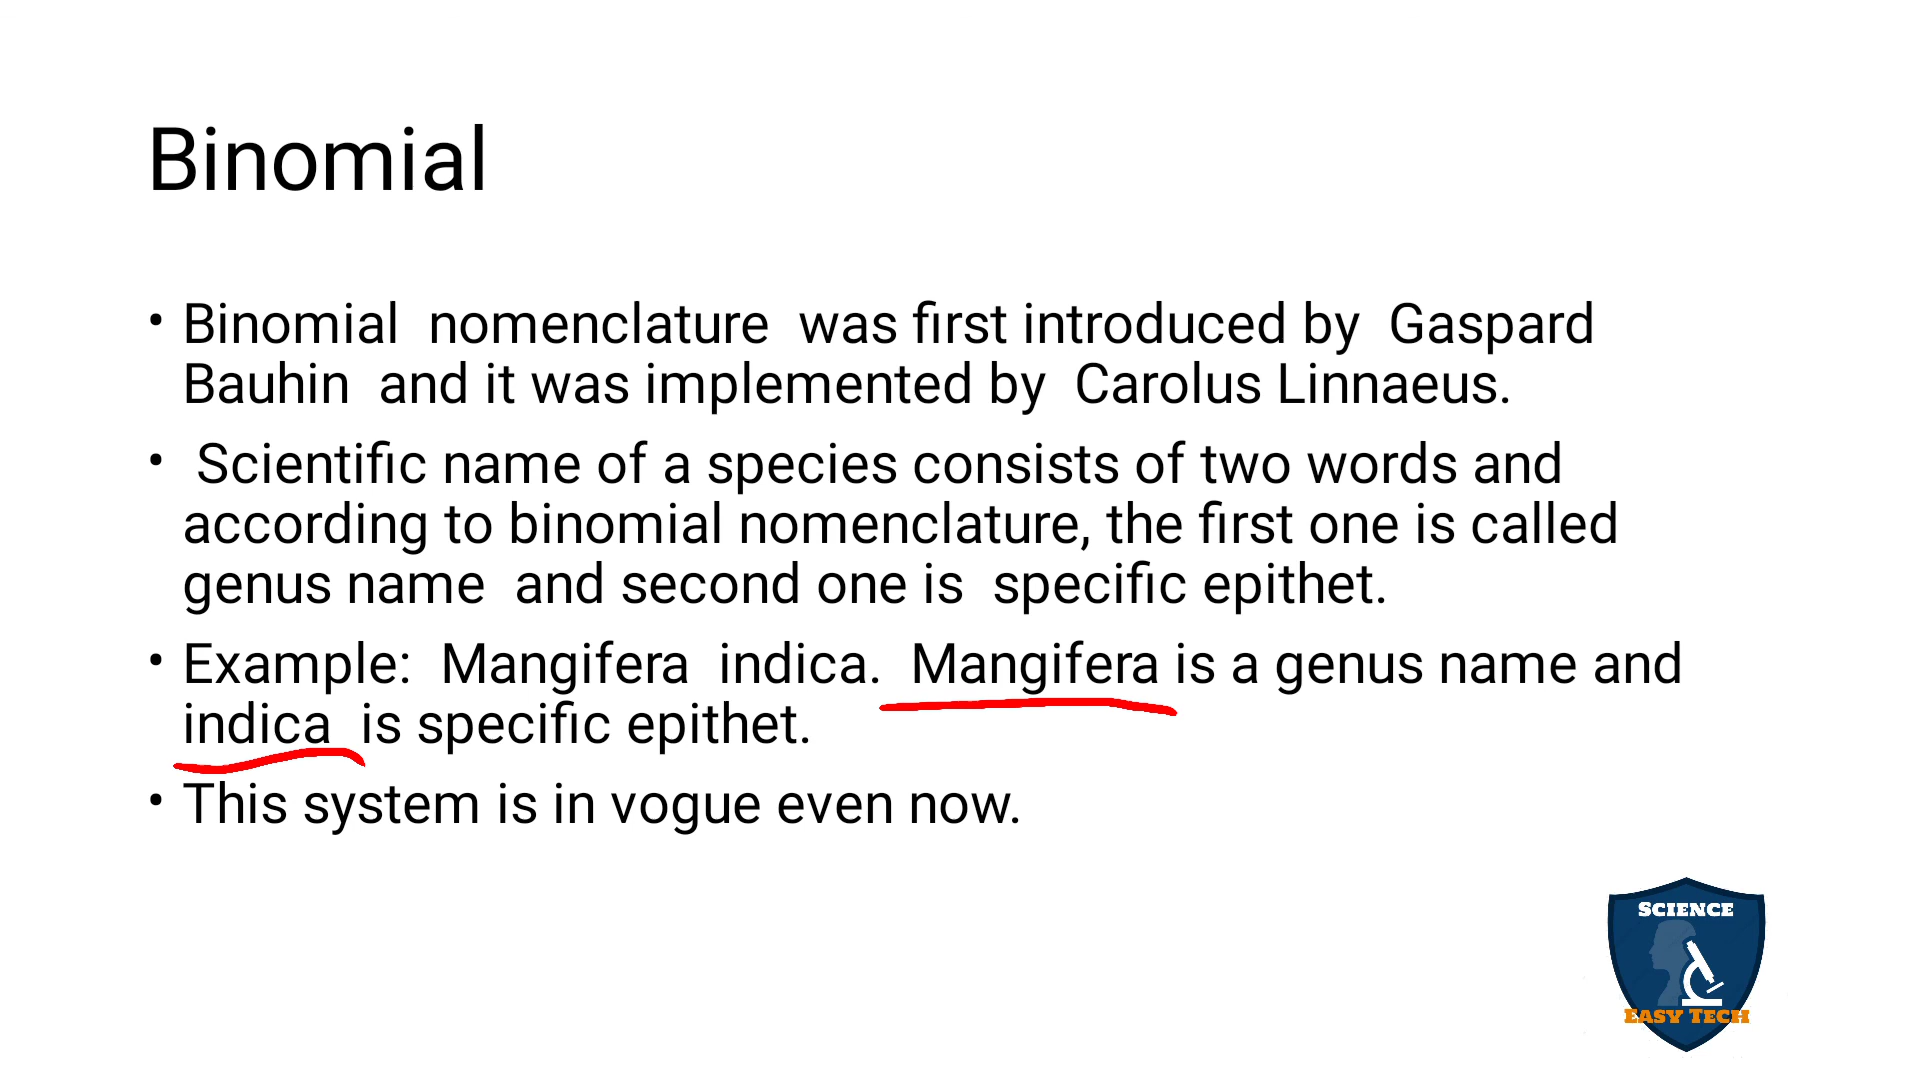 Binomial
• Binomial nomenclature was first introduced by Gaspard
Bauhin and it was implemented by Carolus Linnaeus.
• Scientific name of a species consists of two words and
according to binomial nomenclature, the first one is called
genus name and second one is specific epithet.
• Example: Mangifera indica. Mangifera is a genus name and
indica is specific epithet.
• This system is in vogue even now.
SCIENCE
EASY TECH